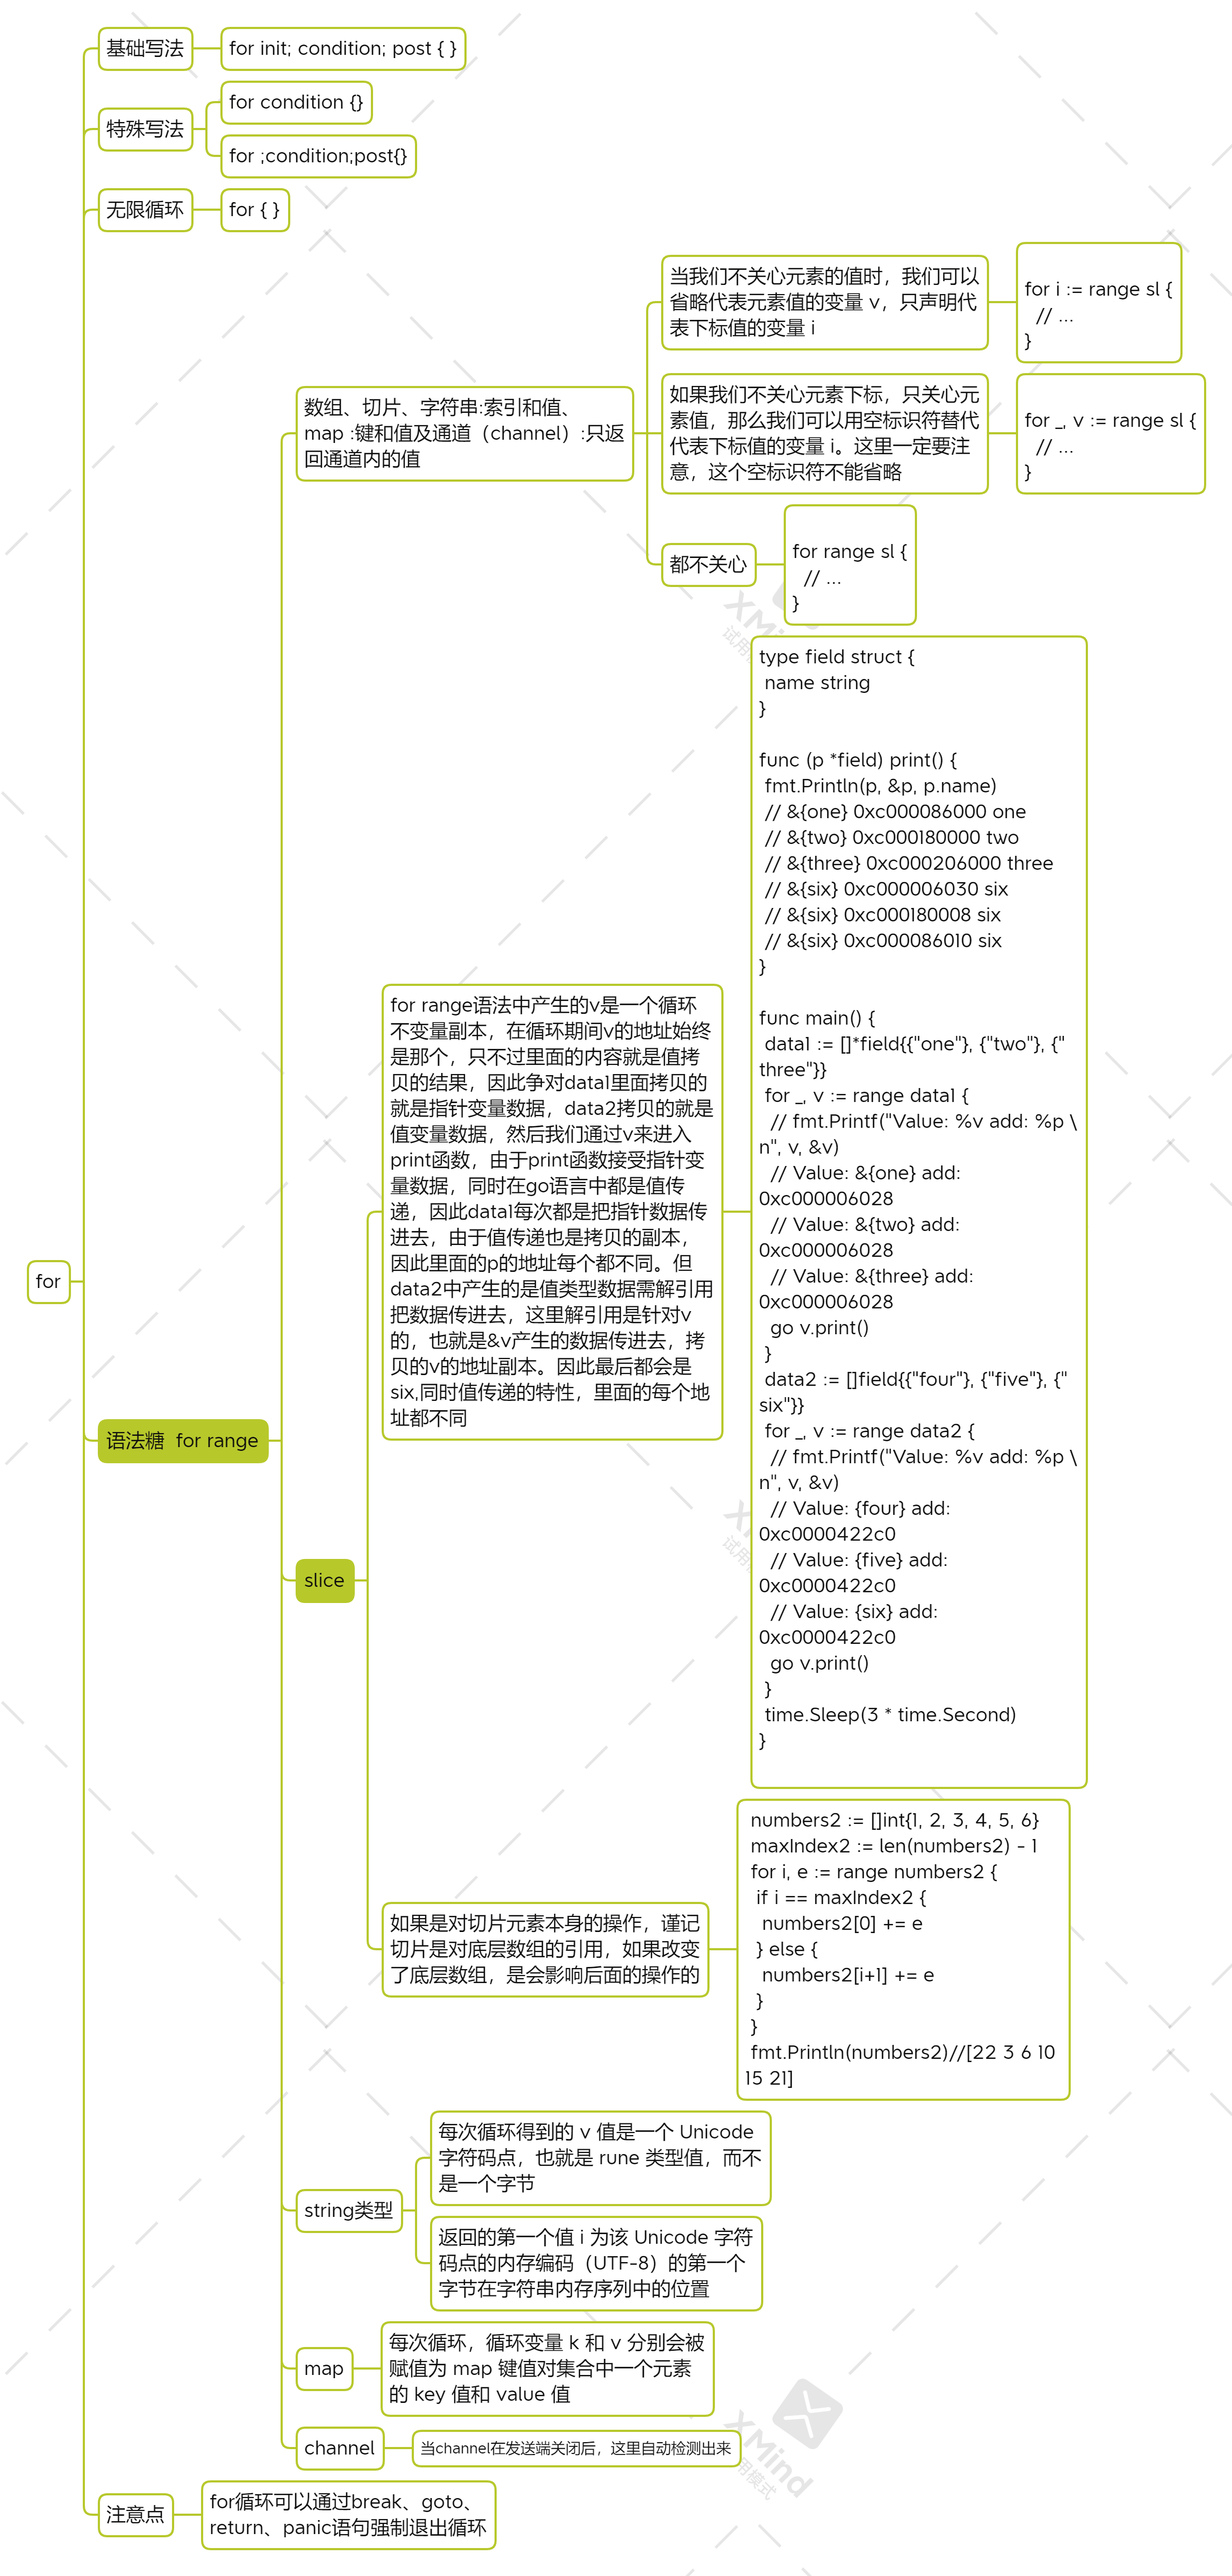 基础写法
for init; condition; post { }
特殊写法
for condition {}
for ;condition;post{}
无限循环
for { }
for
语法糖  for range
数组、切片、字符串:索引和值、
map :键和值及通道（channel）:只返
回通道内的值
当我们不关心元素的值时，我们可以
省略代表元素值的变量 v，只声明代
表下标值的变量 i
for i := range sl {
  // ...
}
如果我们不关心元素下标，只关心元
素值，那么我们可以用空标识符替代
代表下标值的变量 i。这里一定要注
意，这个空标识符不能省略
for _, v := range sl {
  // ...
}
都不关心
for range sl {
  // ...
}
slice
for range语法中产生的v是一个循环
不变量副本，在循环期间v的地址始终
是那个，只不过里面的内容就是值拷
贝的结果，因此争对data1里面拷贝的
就是指针变量数据，data2拷贝的就是
值变量数据，然后我们通过v来进入
print函数，由于print函数接受指针变
量数据，同时在go语言中都是值传
递，因此data1每次都是把指针数据传
进去，由于值传递也是拷贝的副本，
因此里面的p的地址每个都不同。但
data2中产生的是值类型数据需解引用
把数据传进去，这里解引用是针对v
的，也就是&v产生的数据传进去，拷
贝的v的地址副本。因此最后都会是
six,同时值传递的特性，里面的每个地
址都不同
type field struct {
 name string
}
func (p *field) print() {
 fmt.Println(p, &p, p.name)
 // &{one} 0xc000086000 one
 // &{two} 0xc000180000 two
 // &{three} 0xc000206000 three
 // &{six} 0xc000006030 six
 // &{six} 0xc000180008 six
 // &{six} 0xc000086010 six
}
func main() {
 data1 := []*field{{"one"}, {"two"}, {"
three"}}
 for _, v := range data1 {
  // fmt.Printf("Value: %v add: %p \
n", v, &v)
  // Value: &{one} add:
0xc000006028
  // Value: &{two} add:
0xc000006028
  // Value: &{three} add:
0xc000006028
  go v.print()
 }
 data2 := []field{{"four"}, {"five"}, {"
six"}}
 for _, v := range data2 {
  // fmt.Printf("Value: %v add: %p \
n", v, &v)
  // Value: {four} add:
0xc0000422c0
  // Value: {five} add:
0xc0000422c0
  // Value: {six} add:
0xc0000422c0
  go v.print()
 }
 time.Sleep(3 * time.Second)
}
如果是对切片元素本身的操作，谨记
切片是对底层数组的引用，如果改变
了底层数组，是会影响后面的操作的
 numbers2 := []int{1, 2, 3, 4, 5, 6}
 maxIndex2 := len(numbers2) - 1
 for i, e := range numbers2 {
  if i == maxIndex2 {
   numbers2[0] += e
  } else {
   numbers2[i+1] += e
  }
 }
 fmt.Println(numbers2)//[22 3 6 10
15 21]
string类型
每次循环得到的 v 值是一个 Unicode
字符码点，也就是 rune 类型值，而不
是一个字节
返回的第一个值 i 为该 Unicode 字符
码点的内存编码（UTF-8）的第一个
字节在字符串内存序列中的位置
map
每次循环，循环变量 k 和 v 分别会被
赋值为 map 键值对集合中一个元素
的 key 值和 value 值
channel
当channel在发送端关闭后，这里自动检测出来
注意点
for循环可以通过break、goto、
return、panic语句强制退出循环
XMind